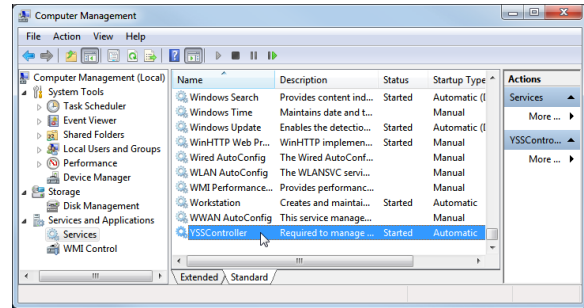 Computer Management
File Action View Help
Computer Management (Local)
System Tools
Task Scheduler
Event Viewer
Shared Folders
Local Users and Groups
Performance
Device Manager
Storage
Disk Management
Services and Applications
Services
WMI Control
Name Description Status Startup Type
Windows Search Provides content ind... Started Automatic (D
Windows Time Maintains date and t... Manual
Windows Update Enables the detectio... Started Automatic (D
WinHTTP Web Pr... WinHTTP implemen... Started Manual
Wired AutoConfig The Wired AutoConf... Manual
WLAN AutoConfig The WLANSVC servi... Manual
WMI Performance... Provides performanc... Manual
Workstation Creates and maintai... Started Automatic
WWAN AutoConfig This service manage... Manual
YSSController Required to manage ... Started Automatic
Extended Standard
Actions
Services
More ...
YSSContro...
More ...